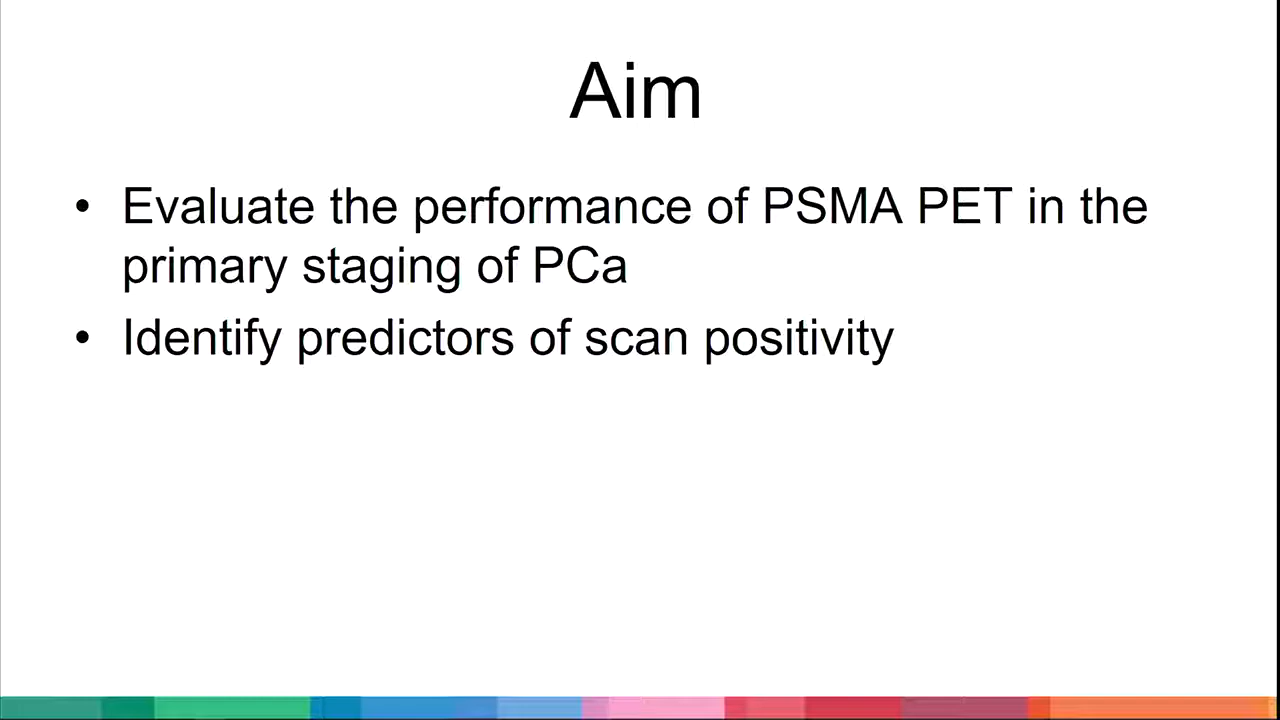 Aim
• Evaluate the performance of PSMA PET in the
primary staging of PCa
• Identify predictors of scan positivity